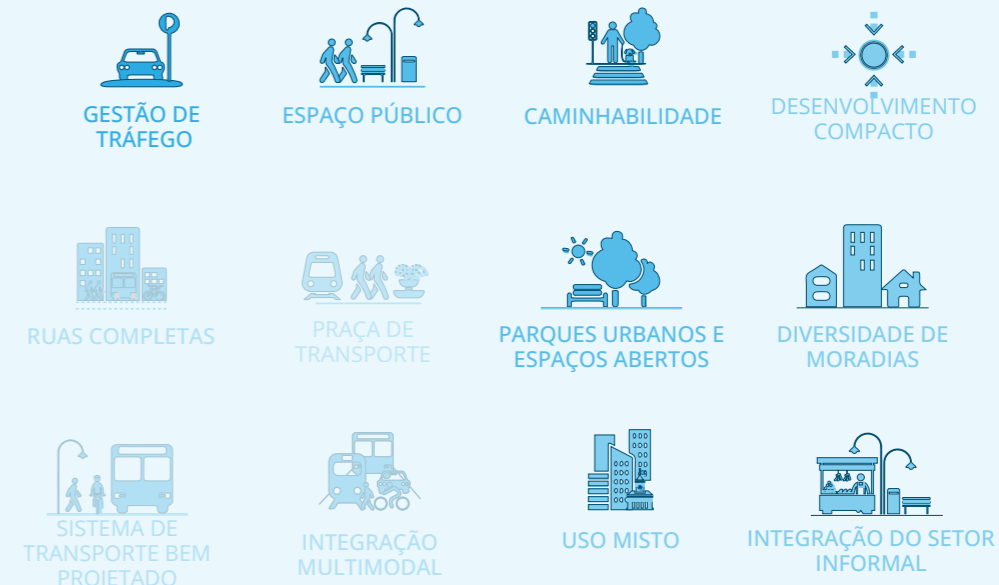 GESTÃO DE
TRÁFEGO
ESPAÇO PÚBLICO
CAMINHABILIDADE
DESENVOLVIMENTO
COMPACTO
RUAS COMPLETAS
PRAÇA DE
TRANSPORTE
PARQUES URBANOS E
ESPAÇOS ABERTOS
DIVERSIDADE DE
MORADIAS
SISTEMA DE
TRANSPORTE BEM
PROJETADO
INTEGRAÇÃO
MULTIMODAL
USO MISTO
INTEGRAÇÃO DO SETOR
INFORMAL